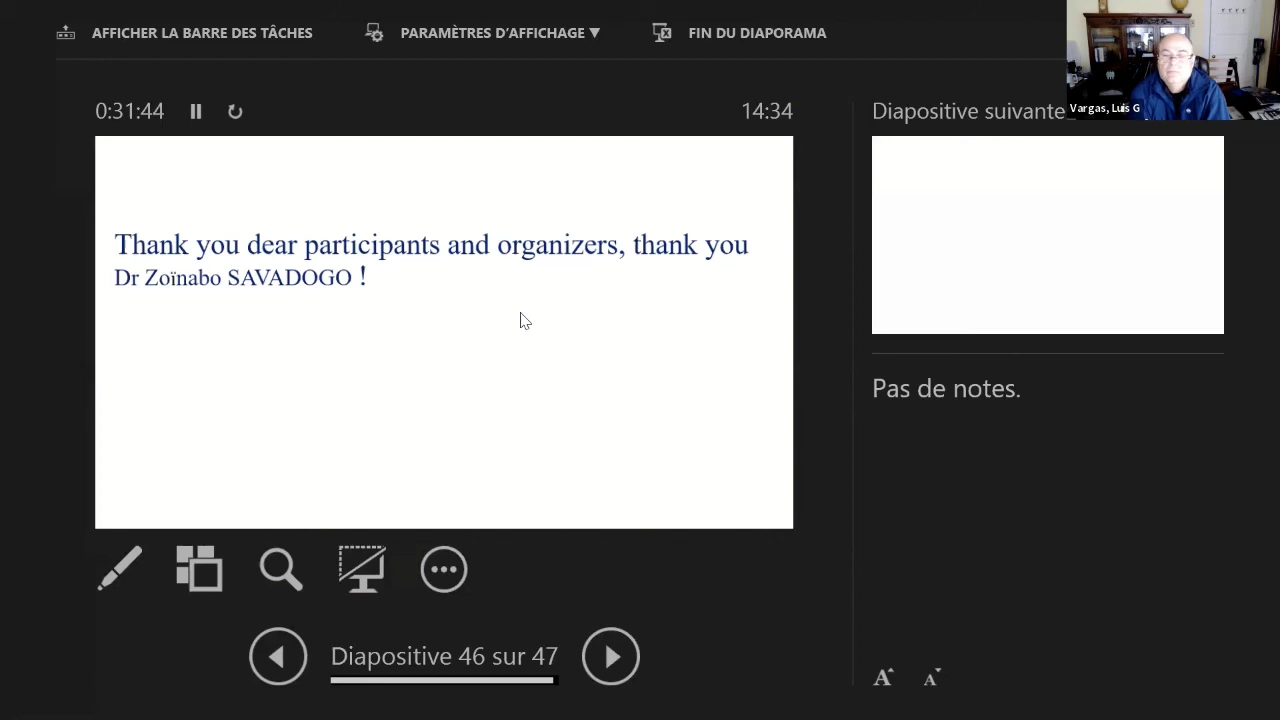 AFFICHER LA BARRE DES TÂCHES
PARAMÈTRES D'AFFICHAGE ▼
FIN DU DIAPORAMA
Vargas, Luis G
0:31:44
14:34
Diapositive suivante
Thank you dear participants and organizers, thank you
Dr Zoïnabo SAVADOGO !
Pas de notes.
Diapositive 46 sur 47
A A